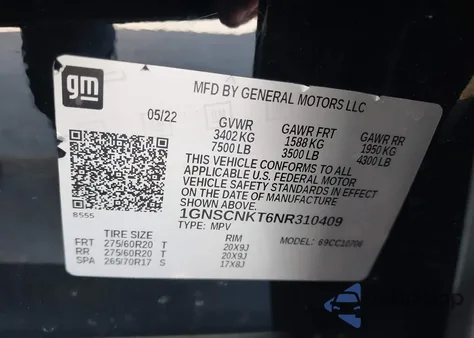 gm
MFD BY GENERAL MOTORS LLC
05/22 GVWR GAWR FRT GAWR RR
3402 KG 1588 KG 1950 KG
7500 LB 3500 LB 4300 LB
THIS VEHICLE CONFORMS TO ALL
APPLICABLE U.S. FEDERAL MOTOR
VEHICLE SAFETY STANDARDS IN EFFECT
ON THE DATE OF MANUFACTURE SHOWN ABOVE.
8555 1GNSCNKT6NR310409
TYPE: MPV MODEL: 69CC10706
TIRE SIZE RIM
FRT 275/60R20 T 20X9J
RR 275/60R20 T 20X9J
SPA 265/70R17 S 17X8J